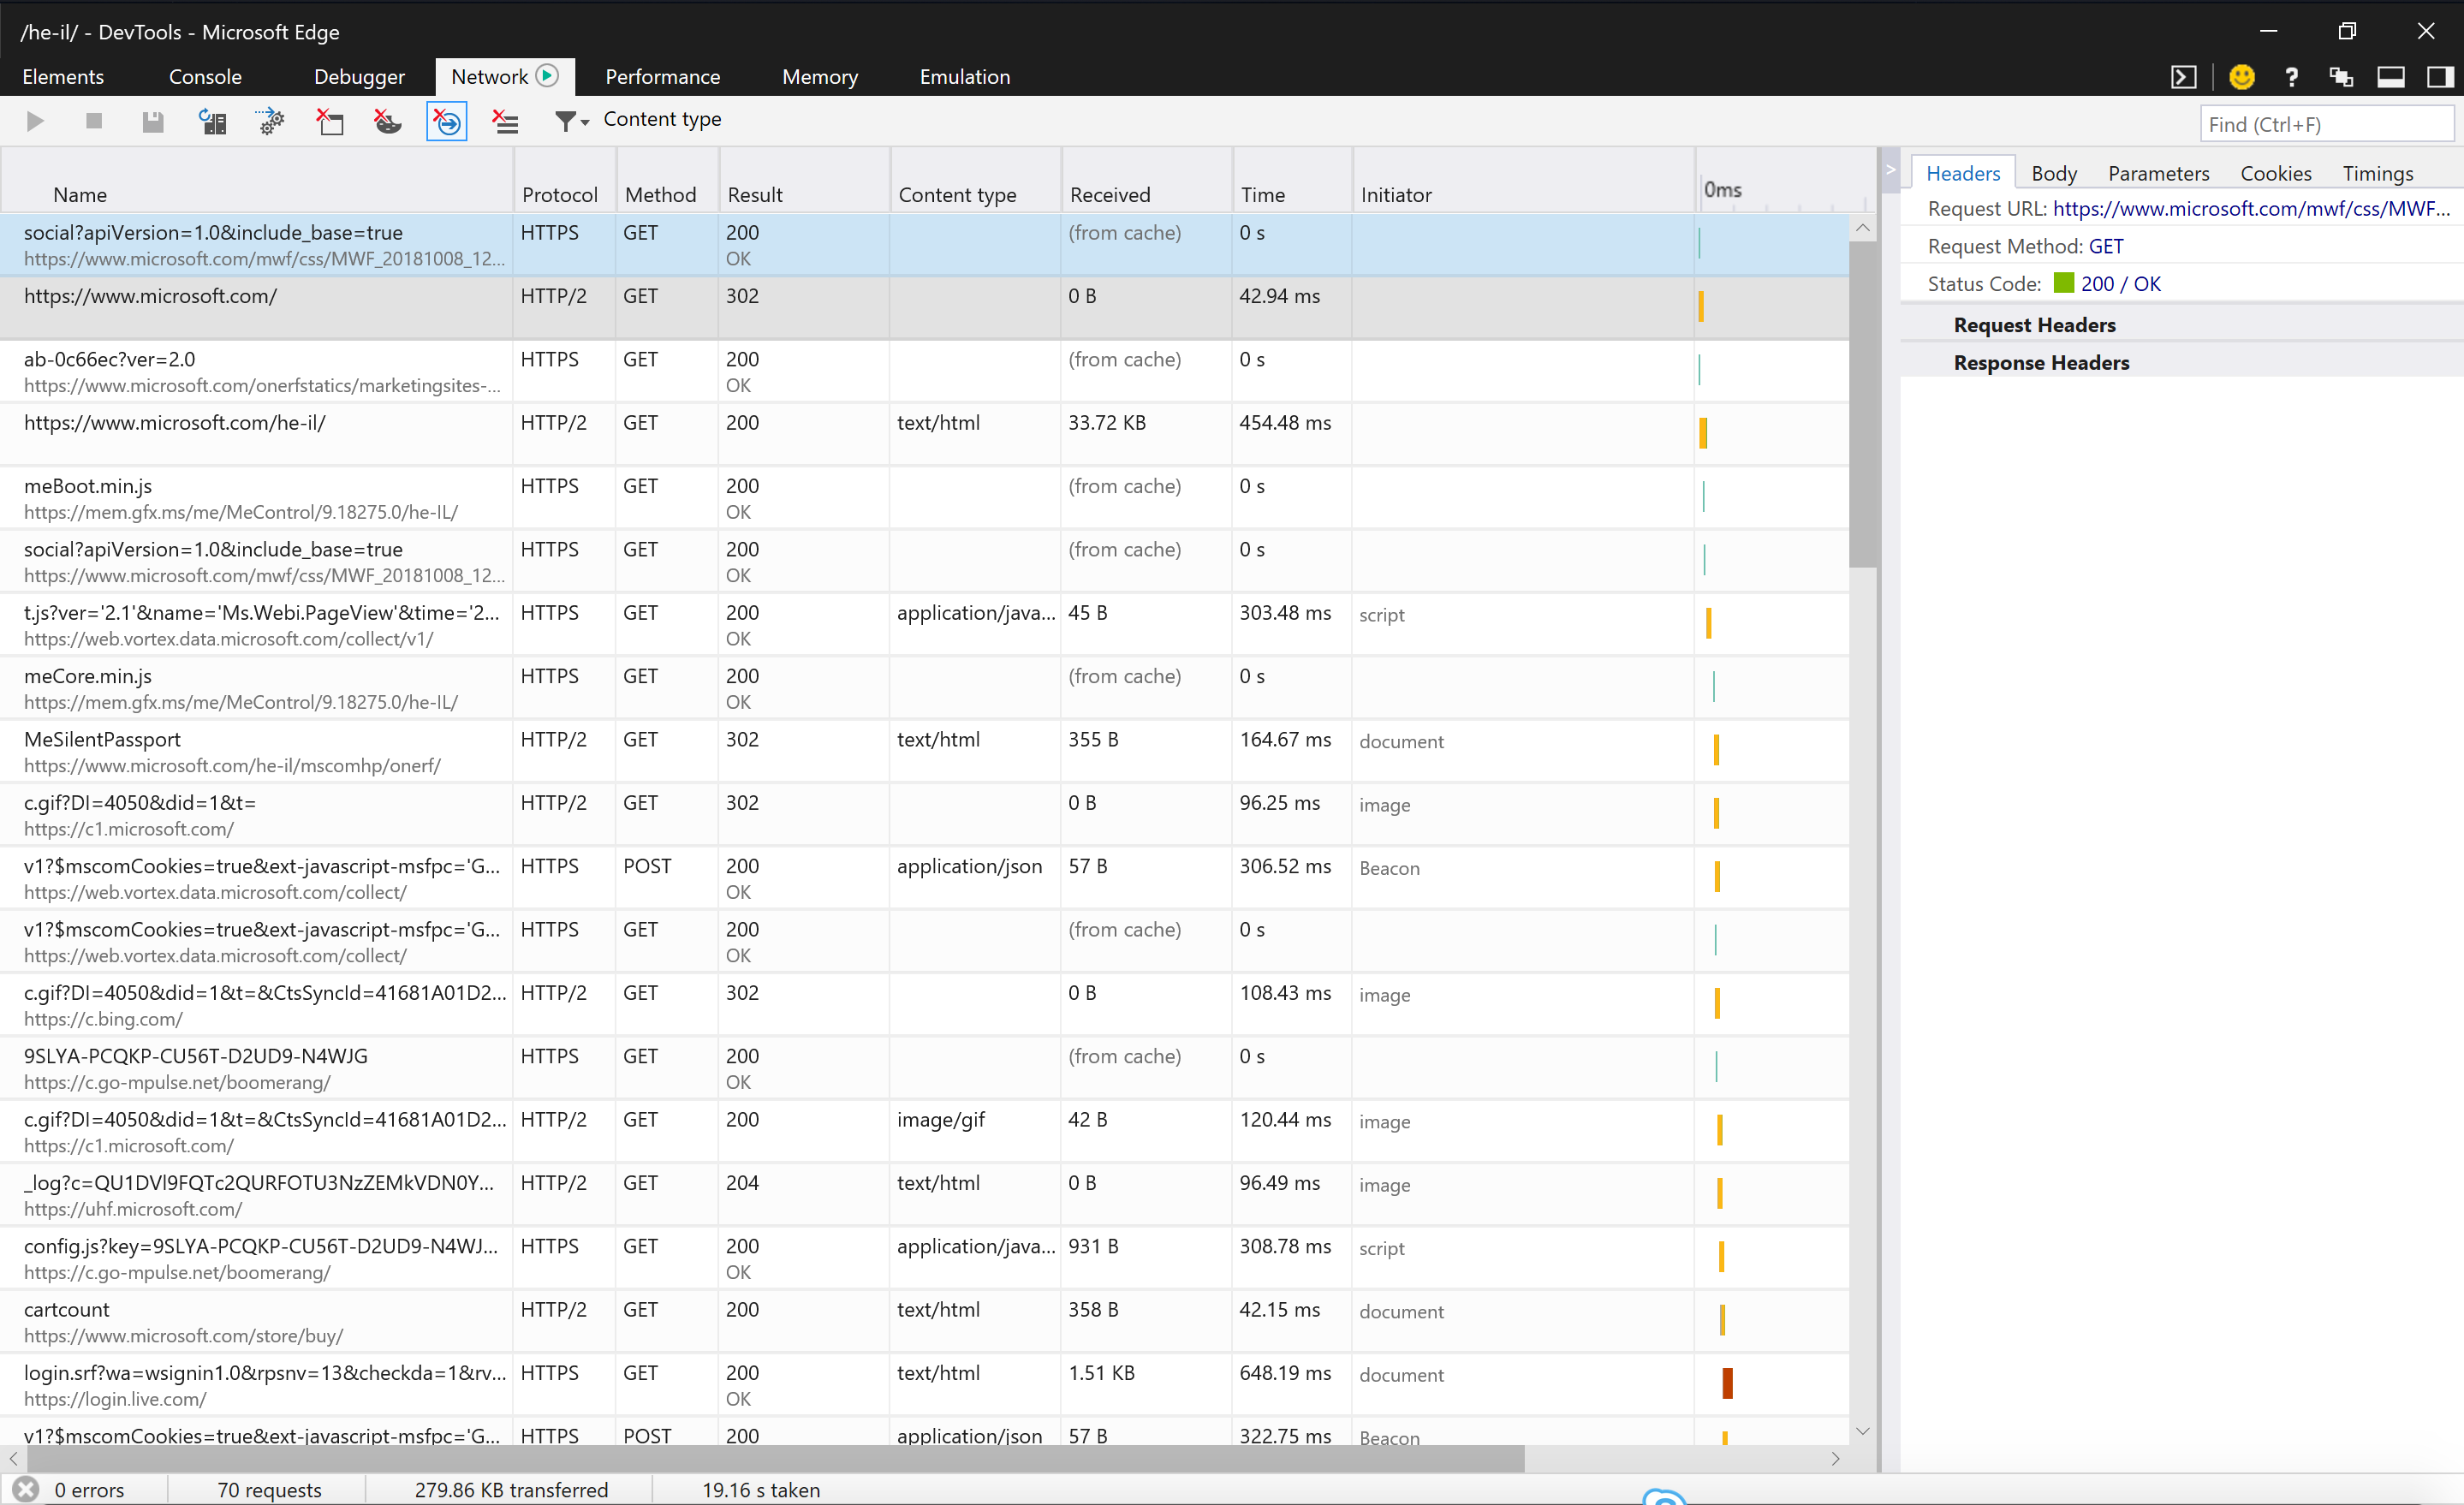 /he-il/ - DevTools - Microsoft Edge
Elements Console Debugger Network Performance Memory Emulation
Content type
Find (Ctrl+F)
Name Protocol Method Result Content type Received Time Initiator 0ms
social?apiVersion=1.0&include_base=true HTTPS GET 200 (from cache) 0 s
https://www.microsoft.com/mwf/css/MWF_20181008_12... OK
https://www.microsoft.com/ HTTP/2 GET 302 0 B 42.94 ms
ab-0c66ec?ver=2.0 HTTPS GET 200 (from cache) 0 s
https://www.microsoft.com/onerfstatics/marketingsites-... OK
https://www.microsoft.com/he-il/ HTTP/2 GET 200 text/html 33.72 KB 454.48 ms
meBoot.min.js HTTPS GET 200 (from cache) 0 s
https://mem.gfx.ms/me/MeControl/9.18275.0/he-IL/ OK
social?apiVersion=1.0&include_base=true HTTPS GET 200 (from cache) 0 s
https://www.microsoft.com/mwf/css/MWF_20181008_12... OK
t.js?ver='2.1'&name='Ms.Webi.PageView'&time='2... HTTPS GET 200 application/java... 45 B 303.48 ms script
https://web.vortex.data.microsoft.com/collect/v1/ OK
meCore.min.js HTTPS GET 200 (from cache) 0 s
https://mem.gfx.ms/me/MeControl/9.18275.0/he-IL/ OK
MeSilentPassport HTTP/2 GET 302 text/html 355 B 164.67 ms document
https://www.microsoft.com/he-il/mscomhp/onerf/
c.gif?DI=4050&did=1&t= HTTP/2 GET 302 0 B 96.25 ms image
https://c1.microsoft.com/
v1?$mscomCookies=true&ext-javascript-msfpc='G... HTTPS POST 200 application/json 57 B 306.52 ms Beacon
https://web.vortex.data.microsoft.com/collect/ OK
v1?$mscomCookies=true&ext-javascript-msfpc='G... HTTPS GET 200 (from cache) 0 s
https://web.vortex.data.microsoft.com/collect/ OK
c.gif?DI=4050&did=1&t=&CtsSyncId=41681A01D2... HTTP/2 GET 302 0 B 108.43 ms image
https://c.bing.com/
9SLYA-PCQKP-CU56T-D2UD9-N4WJG HTTPS GET 200 (from cache) 0 s
https://c.go-mpulse.net/boomerang/ OK
c.gif?DI=4050&did=1&t=&CtsSyncId=41681A01D2... HTTP/2 GET 200 image/gif 42 B 120.44 ms image
https://c1.microsoft.com/
_log?c=QU1DVl9FQTc2QURFOTU3NzZEMkVDN0Y... HTTP/2 GET 204 text/html 0 B 96.49 ms image
https://uhf.microsoft.com/
config.js?key=9SLYA-PCQKP-CU56T-D2UD9-N4WJ... HTTPS GET 200 application/java... 931 B 308.78 ms script
https://c.go-mpulse.net/boomerang/ OK
cartcount HTTP/2 GET 200 text/html 358 B 42.15 ms document
https://www.microsoft.com/store/buy/
login.srf?wa=wsignin1.0&rpsnv=13&checkda=1&rv... HTTPS GET 200 text/html 1.51 KB 648.19 ms document
https://login.live.com/ OK
v1?$mscomCookies=true&ext-javascript-msfpc='G... HTTPS POST 200 application/json 57 B 322.75 ms Beacon
0 errors 70 requests 279.86 KB transferred 19.16 s taken
Headers Body Parameters Cookies Timings
Request URL: https://www.microsoft.com/mwf/css/MWF...
Request Method: GET
Status Code: 200 / OK
Request Headers
Response Headers